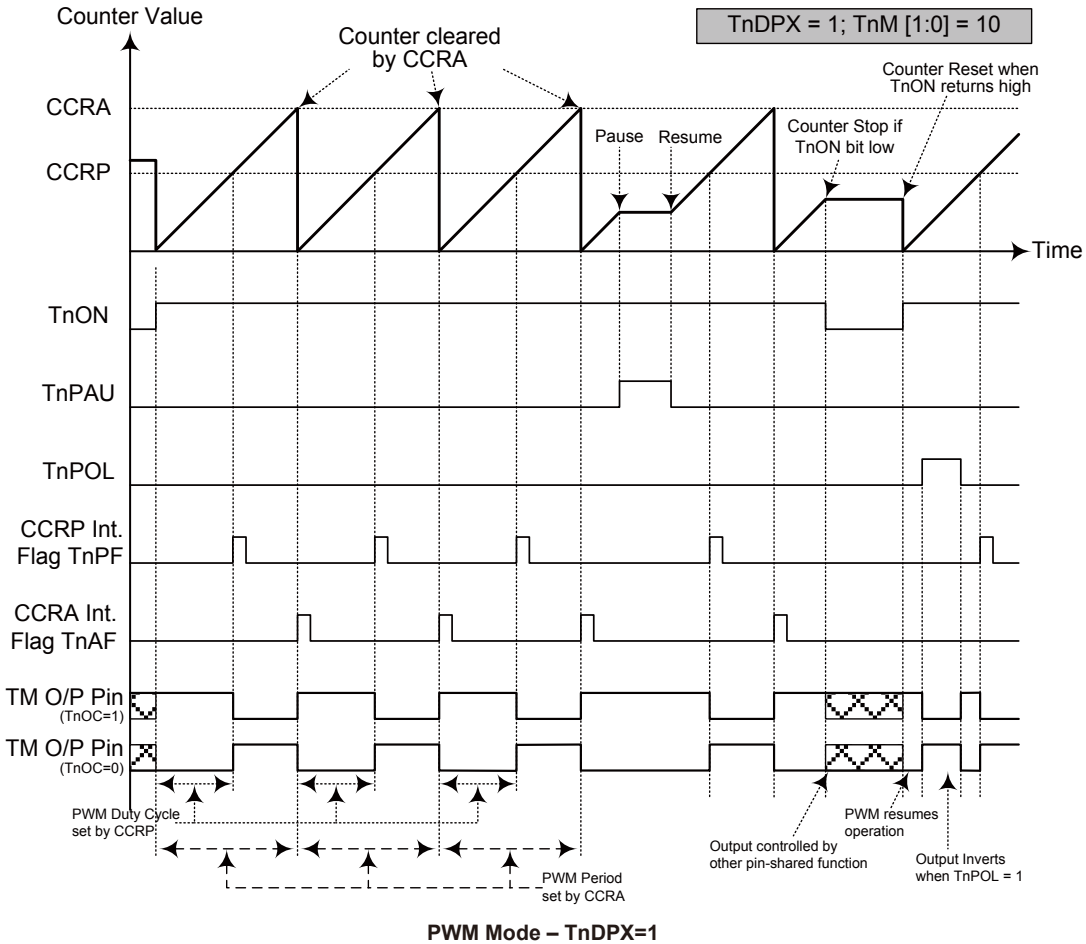 Counter Value
TnDPX = 1; TnM [1:0] = 10
Counter cleared
by CCRA
Counter Reset when
TnON returns high
CCRA
Pause
Resume
Counter Stop if
TnON bit low
CCRP
Time
TnON
TnPAU
TnPOL
CCRP Int.
Flag TnPF
CCRA Int.
Flag TnAF
TM O/P Pin
(TnOC=1)
TM O/P Pin
(TnOC=0)
PWM Duty Cycle
set by CCRP
PWM resumes
operation
Output controlled by
other pin-shared function
Output Inverts
when TnPOL = 1
PWM Period
set by CCRA
PWM Mode – TnDPX=1